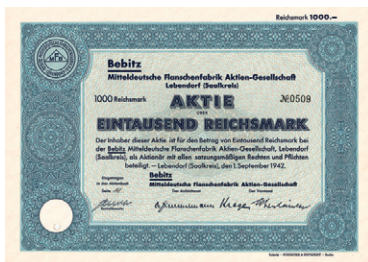 Reichsmark 1000.—
Bebitz
Mitteldeutsche Flanschenfabrik Aktien-Gesellschaft
Lebendorf (Saalkreis)
1000 Reichsmark
AKTIE
№0509
ÜBER
EINTAUSEND REICHSMARK
Der Inhaber dieser Aktie ist für den Betrag von Eintausend Reichsmark bei
der Bebitz Mitteldeutsche Flanschenfabrik Aktien-Gesellschaft, Lebendorf
(Saalkreis), als Aktionär mit allen satzungsmäßigen Rechten und Pflichten
beteiligt. — Lebendorf (Saalkreis), den 1. September 1942.
Eingetragen
in das Aktienbuch
Seite
Bebitz
Mitteldeutsche Flanschenfabrik Aktien-Gesellschaft
Der Aufsichtsrat
Der Vorstand